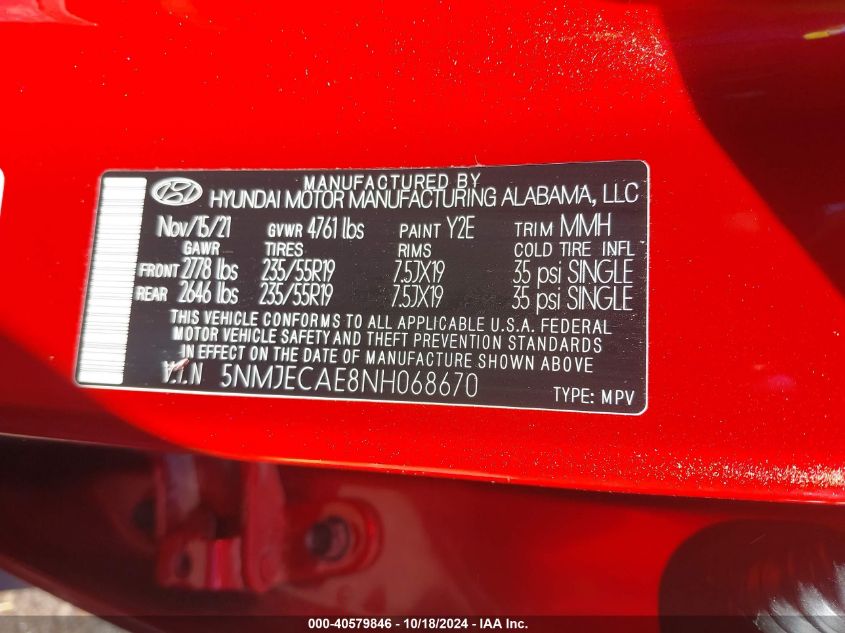 MANUFACTURED BY
HYUNDAI MOTOR MANUFACTURING ALABAMA, LLC
Nov/15/21 GVWR 4761 lbs PAINT Y2E TRIM MMH
GAWR TIRES RIMS COLD TIRE INFL
FRONT 2778 lbs 235/55R19 7.5JX19 35 psi SINGLE
REAR 2646 lbs 235/55R19 7.5JX19 35 psi SINGLE
THIS VEHICLE CONFORMS TO ALL APPLICABLE U.S.A. FEDERAL
MOTOR VEHICLE SAFETY AND THEFT PREVENTION STANDARDS
IN EFFECT ON THE DATE OF MANUFACTURE SHOWN ABOVE
V.I.N 5NMJECAE8NH068670
TYPE: MPV
000-40579846 - 10/18/2024 - IAA Inc.